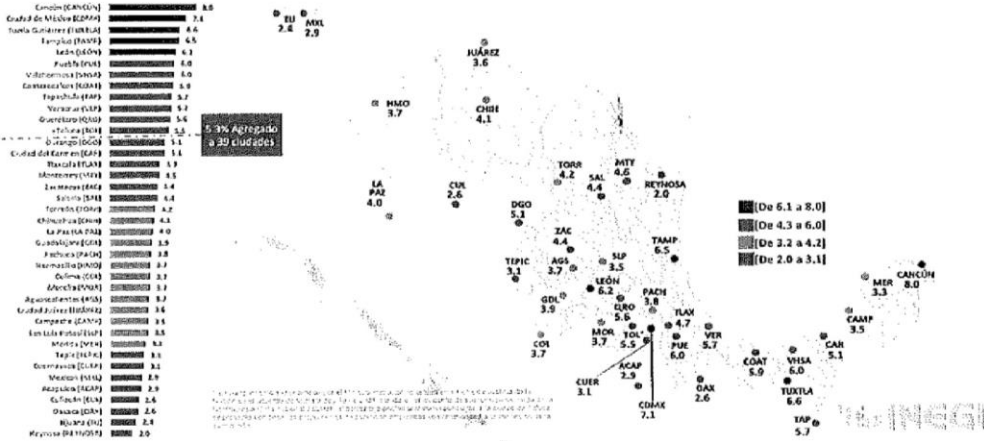 Cancún (CANCÚN) 8.0
Ciudad de México (CDMX) 7.1
Tuxtla Gutiérrez (TUXTLA) 6.6
Tampico (TAMP) 6.5
León (LEÓN)
Puebla (PUE) 6.0
Villahermosa (VHSA) 6.0
Coatzacoalcos (COAT) 5.9
Tapachula (TAP) 5.7
Veracruz (VER) 5.7
Querétaro (QRO) 5.6
Toluca (TOL) 5.5
Durango (DGO) 5.1
Ciudad del Carmen (CAR) 5.1
Tlaxcala (TLAX)
Monterrey (MTY)
Zacatecas (ZAC) 4.4
Saltillo (SAL) 4.4
Torreón (TORR) 4.2
Chihuahua (CHIH) 4.1
La Paz (LA PAZ) 4.0
Guadalajara (GDL) 3.9
Pachuca (PACH) 3.8
Hermosillo (HMO) 3.7
Colima (COL) 3.7
Morelia (MOR) 3.7
Aguascalientes (AGS) 3.7
Ciudad Juárez (JUÁREZ) 3.6
Campeche (CAMP) 3.5
San Luis Potosí (SLP) 3.5
Mérida (MER)
Tepic (TEPIC) 3.1
Cuernavaca (CUER) 3.1
Mexicali (MXL) 2.9
Acapulco (ACAP) 2.9
Culiacán (CUL) 2.6
Oaxaca (OAX) 2.6
Tijuana (TIJ) 2.4
Reynosa (REYNOSA) 2.0
5.3% Agregado
a 39 ciudades
TIJ
2.4
MXL
2.9
JUÁREZ
3.6
HMO
3.7
CHIH
4.1
LA
PAZ
4.0
CUL
2.6
TORR
4.2
SAL
4.4
MTY
4.6
REYNOSA
2.0
DGO
5.1
ZAC
4.4
TAMP
6.5
TEPIC
3.1
AGS
3.7
SLP
3.5
LEÓN
6.2
GDL
3.9
QRO
5.6
PACH
3.8
TLAX
4.7
COL
3.7
MOR
3.7
TOL
5.5
PUE
6.0
VER
5.7
ACAP
2.9
CUER
3.1
CDMX
7.1
OAX
2.6
COAT
5.9
VHSA
6.0
TUXTLA
6.6
TAP
5.7
CAR
5.1
CAMP
3.5
MER
3.3
CANCÚN
8.0
[De 6.1 a 8.0]
[De 4.3 a 6.0]
[De 3.2 a 4.2]
[De 2.0 a 3.1]
INEGI